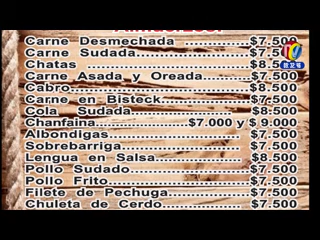 Carne Desmechada ............$7.500
Carne Sudada....................$7.500
Chatas ...........................$8.500
Carne Asada y Oreada.......$7.500
Cabro..............................$8.500
Carne en Bisteck..............$7.500
Cola Sudada....................$8.500
Chanfaina...............$7.000 y $ 9.000
Albondigas.......................$7.500
Sobrebarriga....................$7.500
Lengua en Salsa...............$8.500
Pollo Sudado....................$7.500
Pollo Frito.......................$7.500
Filete de Pechuga.............$7.500
Chuleta de Cerdo..............$7.500